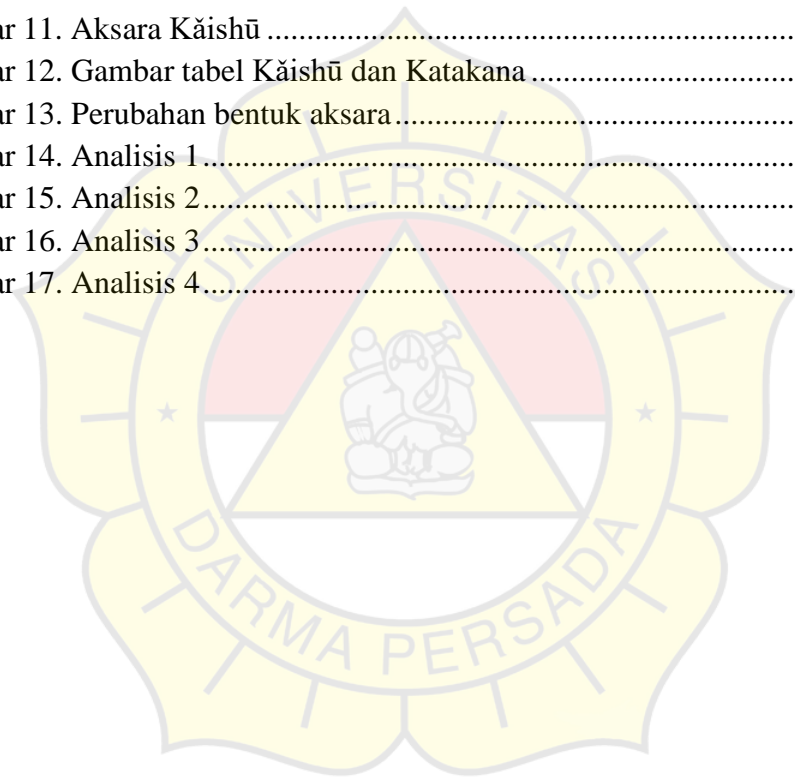 ar 11. Aksara Kǎishū ....................................................................
ar 12. Gambar tabel Kǎishū dan Katakana ..................................
ar 13. Perubahan bentuk aksara ...................................................
ar 14. Analisis 1 ...........................................................................
ar 15. Analisis 2 ...........................................................................
ar 16. Analisis 3 ...........................................................................
ar 17. Analisis 4 ...........................................................................
UNIVERSITAS
DARMA PERSADA